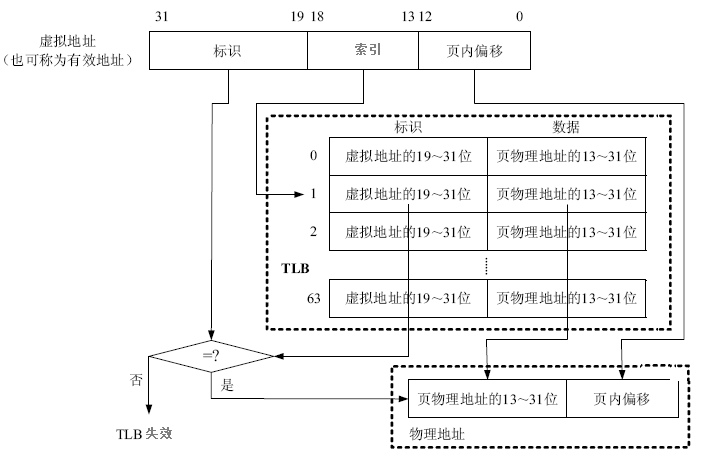 31 19 18 13 12 0
虚拟地址
（也可称为有效地址）
标识 索引 页内偏移
标识 数据
0 虚拟地址的19～31位 页物理地址的13～31位
1 虚拟地址的19～31位 页物理地址的13～31位
2 虚拟地址的19～31位 页物理地址的13～31位
TLB ......
63 虚拟地址的19～31位 页物理地址的13～31位
=?
否 是
页物理地址的13～31位 页内偏移
TLB失效 物理地址